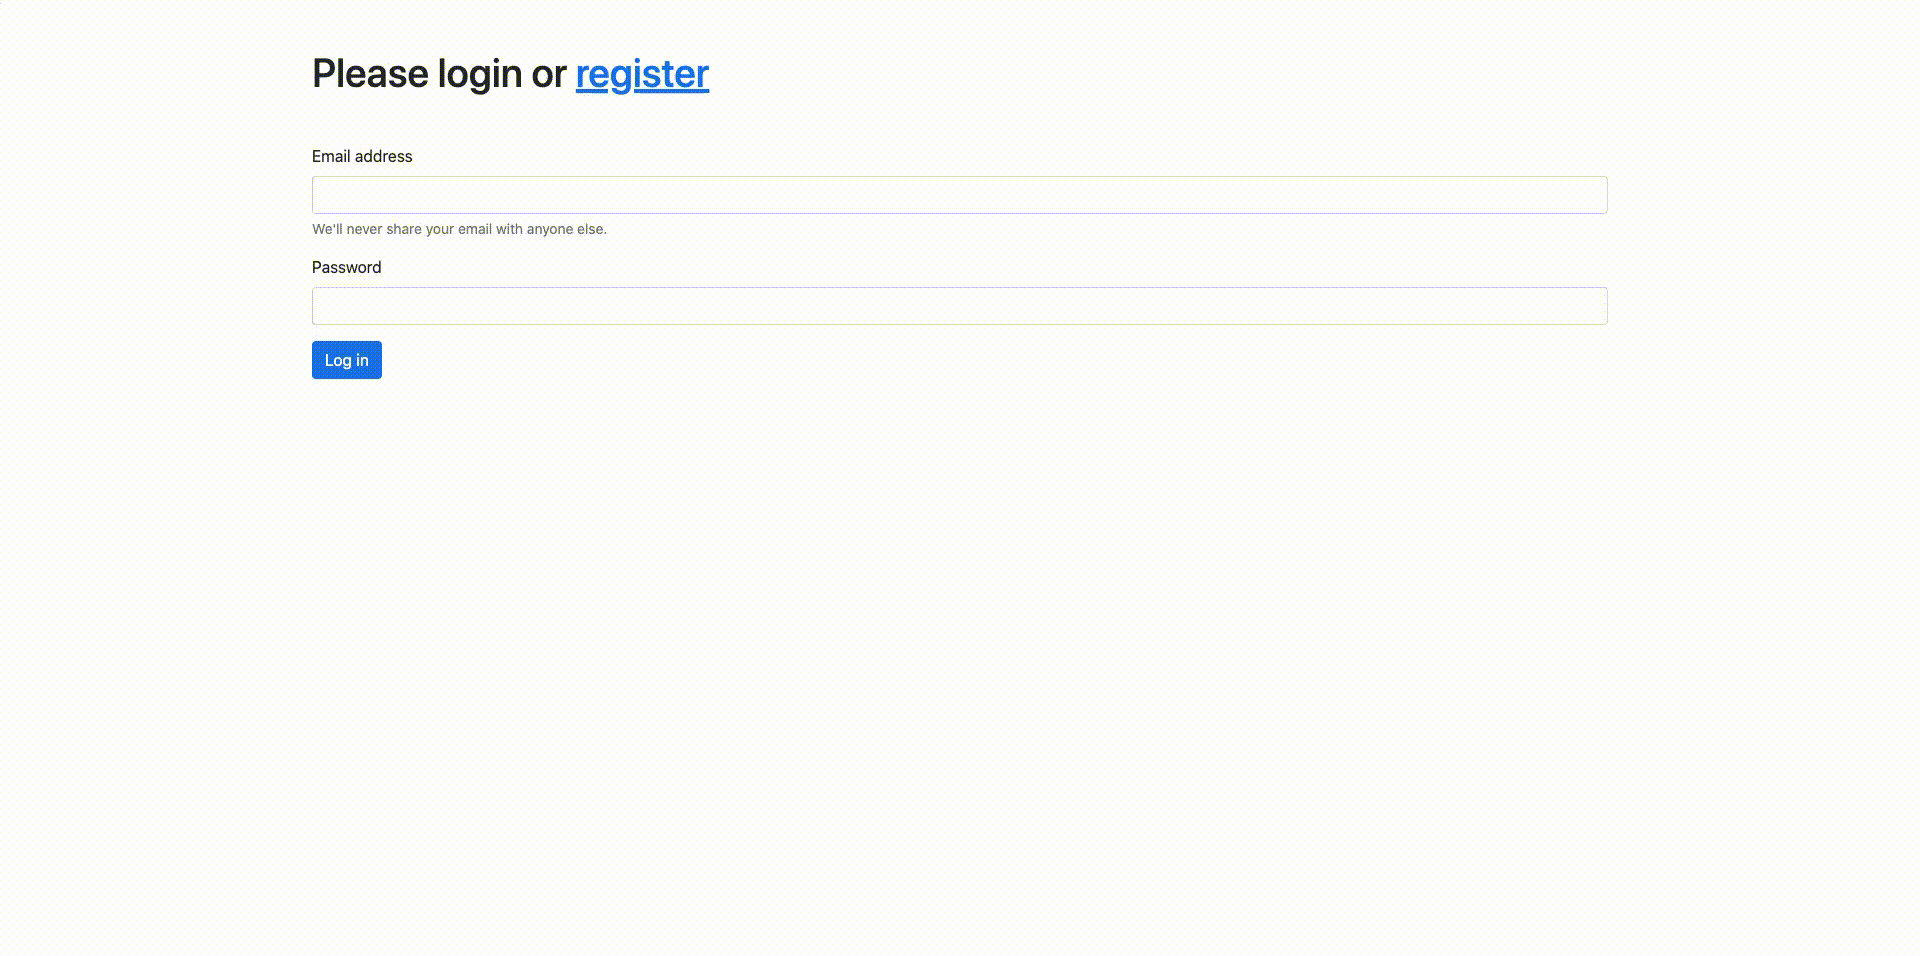 Please login or register
Email address
We'll never share your email with anyone else.
Password
Log in